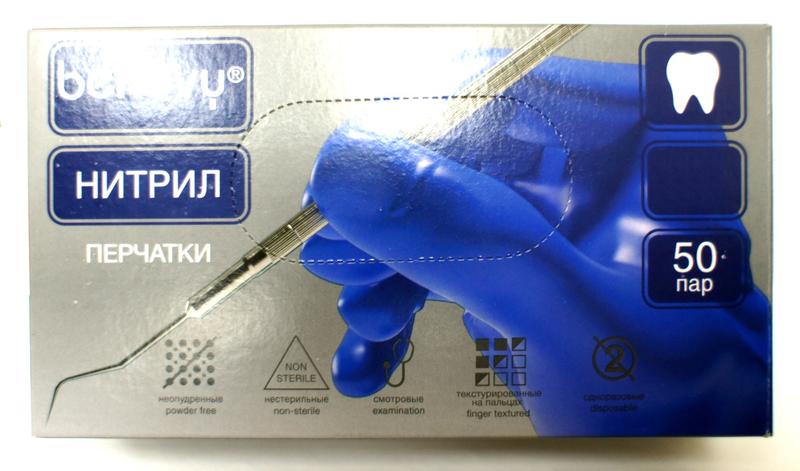 НИТРИЛ
ПЕРЧАТКИ
50
пар
NON
STERILE
2
неопудренные
powder free
нестерильные
non-sterile
смотровые
examination
текстурированные
на пальцах
finger textured
одноразовые
disposable